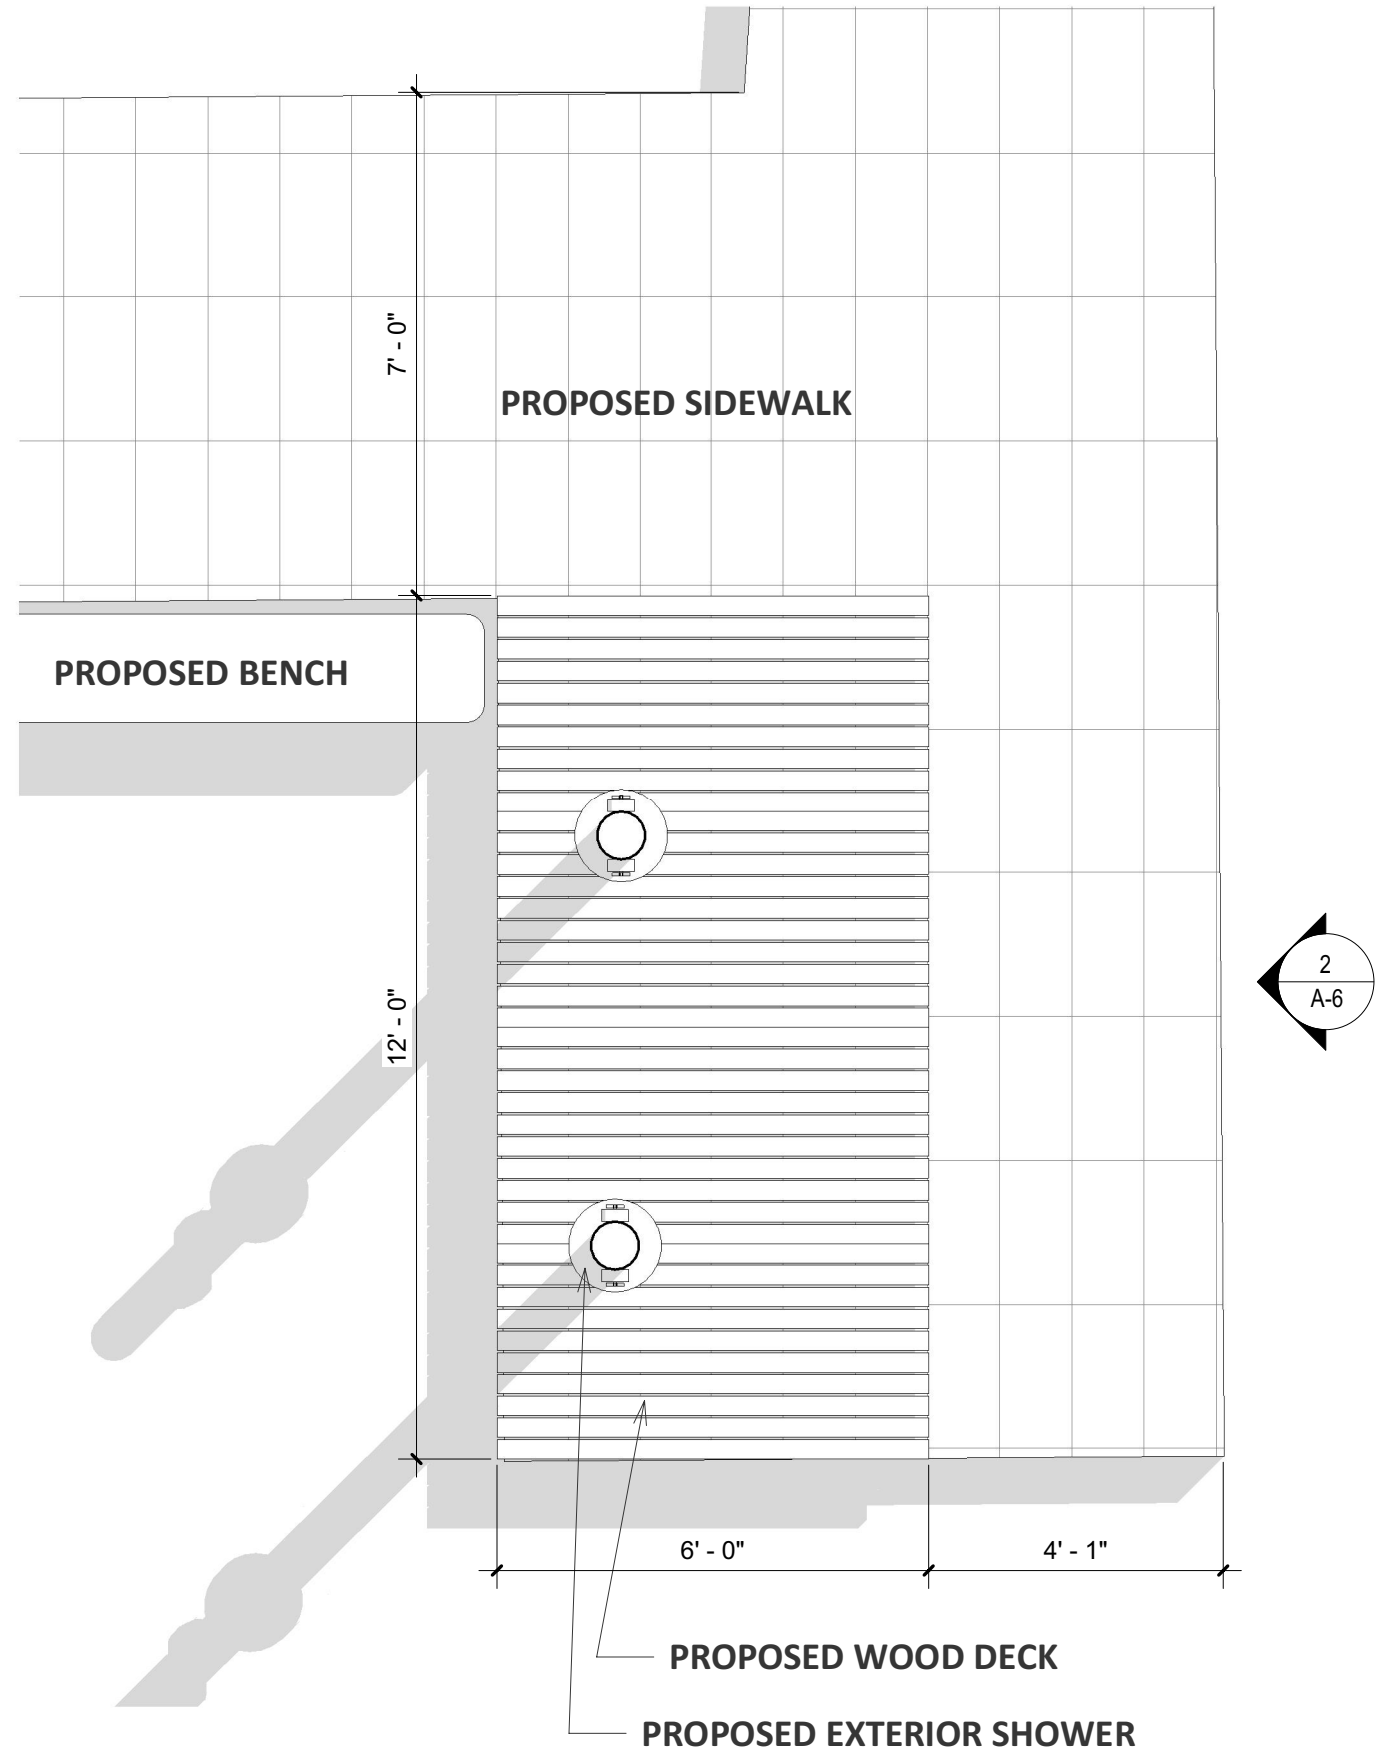 7' - 0"
PROPOSED SIDEWALK
PROPOSED BENCH
2
A-6
12' - 0"
6' - 0"
4' - 1"
PROPOSED WOOD DECK
PROPOSED EXTERIOR SHOWER